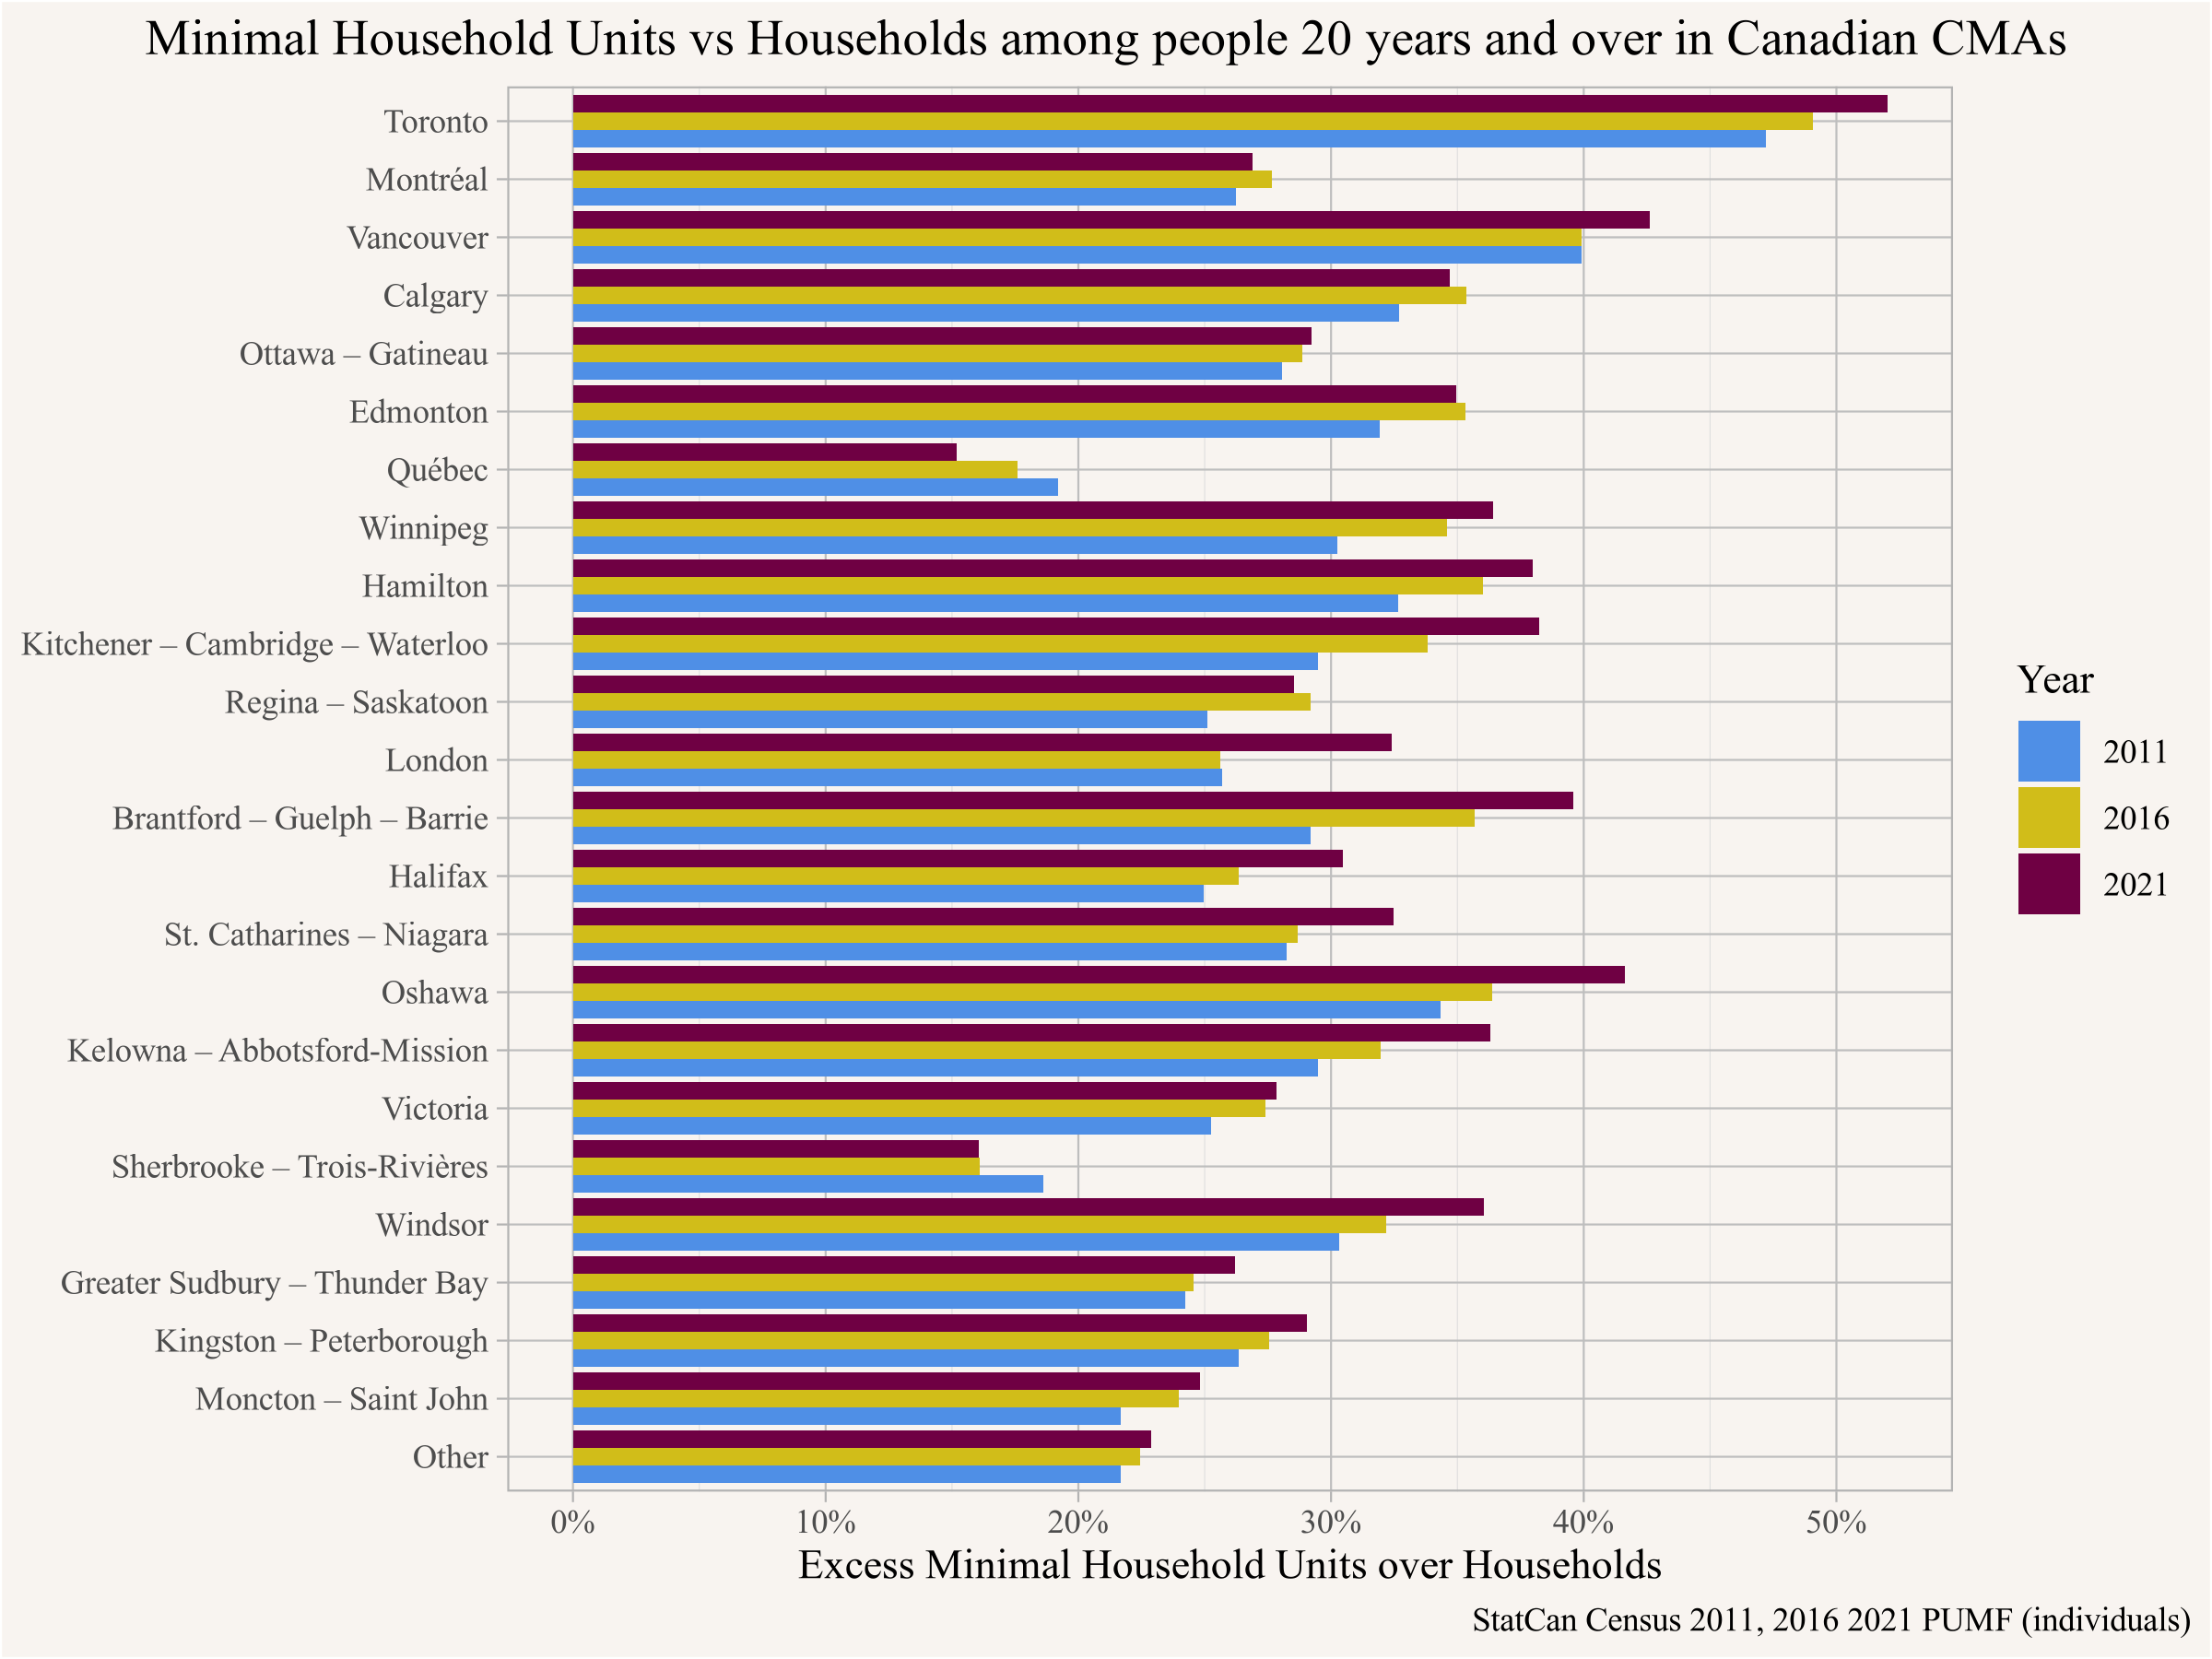 Minimal Household Units vs Households among people 20 years and over in Canadian CMAs
Toronto
Montréal
Vancouver
Calgary
Ottawa – Gatineau
Edmonton
Québec
Winnipeg
Hamilton
Kitchener – Cambridge – Waterloo
Regina – Saskatoon
London
Brantford – Guelph – Barrie
Halifax
St. Catharines – Niagara
Oshawa
Kelowna – Abbotsford-Mission
Victoria
Sherbrooke – Trois-Rivières
Windsor
Greater Sudbury – Thunder Bay
Kingston – Peterborough
Moncton – Saint John
Other
0% 10% 20% 30% 40% 50%
Excess Minimal Household Units over Households
Year
2011
2016
2021
StatCan Census 2011, 2016 2021 PUMF (individuals)